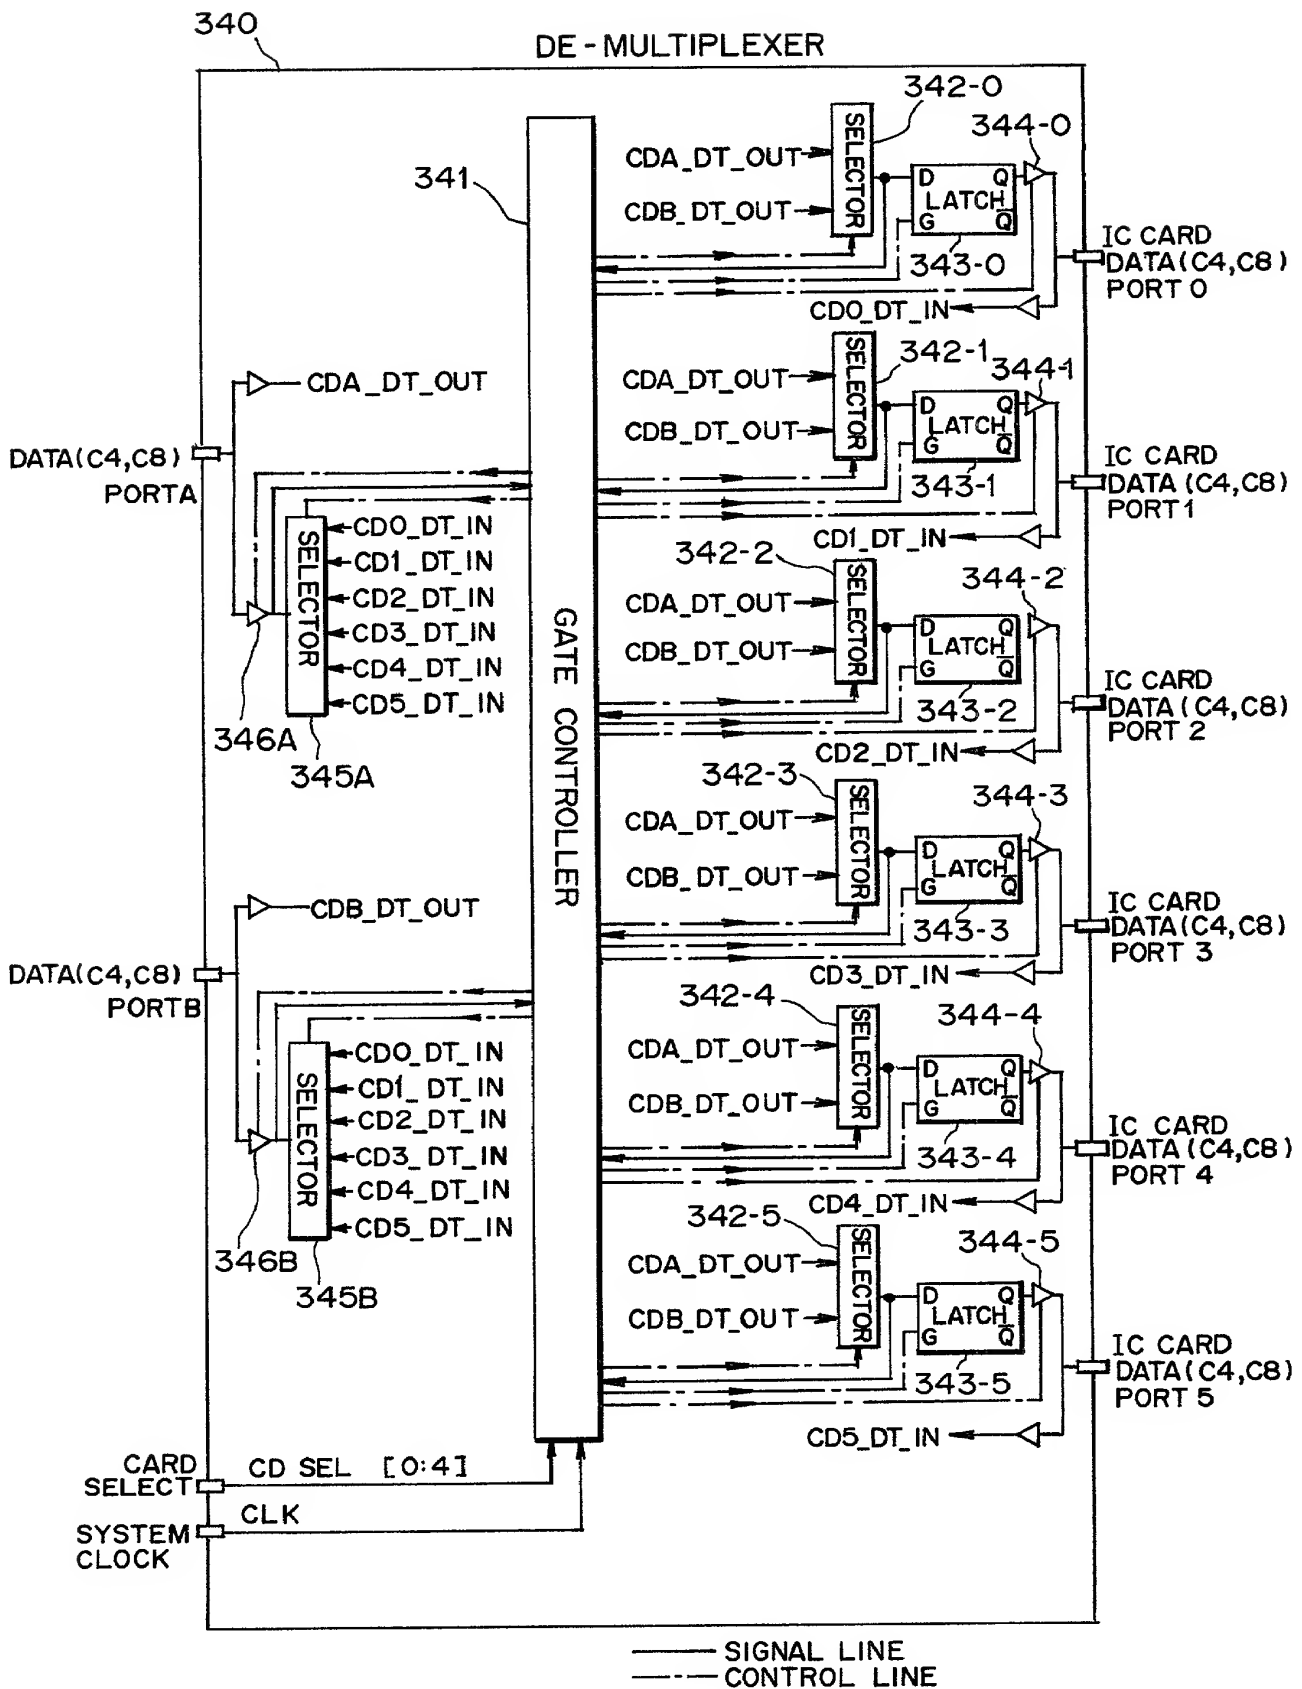 340
DE-MULTIPLEXER
341
GATE CONTROLLER
CDA_DT_OUT
DATA(C4,C8)
PORTA
SELECTOR
CD0_DT_IN
CD1_DT_IN
CD2_DT_IN
CD3_DT_IN
CD4_DT_IN
CD5_DT_IN
346A
345A
CDB_DT_OUT
DATA(C4,C8)
PORTB
SELECTOR
CD0_DT_IN
CD1_DT_IN
CD2_DT_IN
CD3_DT_IN
CD4_DT_IN
CD5_DT_IN
346B
345B
CARD
SELECT
CD SEL [0:4]
SYSTEM
CLOCK
CLK
342-0
344-0
SELECTOR
CDA_DT_OUT
CDB_DT_OUT
D Q
LATCH
G Q̅
343-0
IC CARD
DATA(C4,C8)
PORT 0
CD0_DT_IN
342-1
344-1
SELECTOR
CDA_DT_OUT
CDB_DT_OUT
D Q
LATCH
G Q̅
343-1
IC CARD
DATA(C4,C8)
PORT 1
CD1_DT_IN
342-2
344-2
SELECTOR
CDA_DT_OUT
CDB_DT_OUT
D Q
LATCH
G Q̅
343-2
IC CARD
DATA(C4,C8)
PORT 2
CD2_DT_IN
342-3
344-3
SELECTOR
CDA_DT_OUT
CDB_DT_OUT
D Q
LATCH
G Q̅
343-3
IC CARD
DATA(C4,C8)
PORT 3
CD3_DT_IN
342-4
344-4
SELECTOR
CDA_DT_OUT
CDB_DT_OUT
D Q
LATCH
G Q̅
343-4
IC CARD
DATA(C4,C8)
PORT 4
CD4_DT_IN
342-5
344-5
SELECTOR
CDA_DT_OUT
CDB_DT_OUT
D Q
LATCH
G Q̅
343-5
IC CARD
DATA(C4,C8)
PORT 5
CD5_DT_IN
SIGNAL LINE
CONTROL LINE